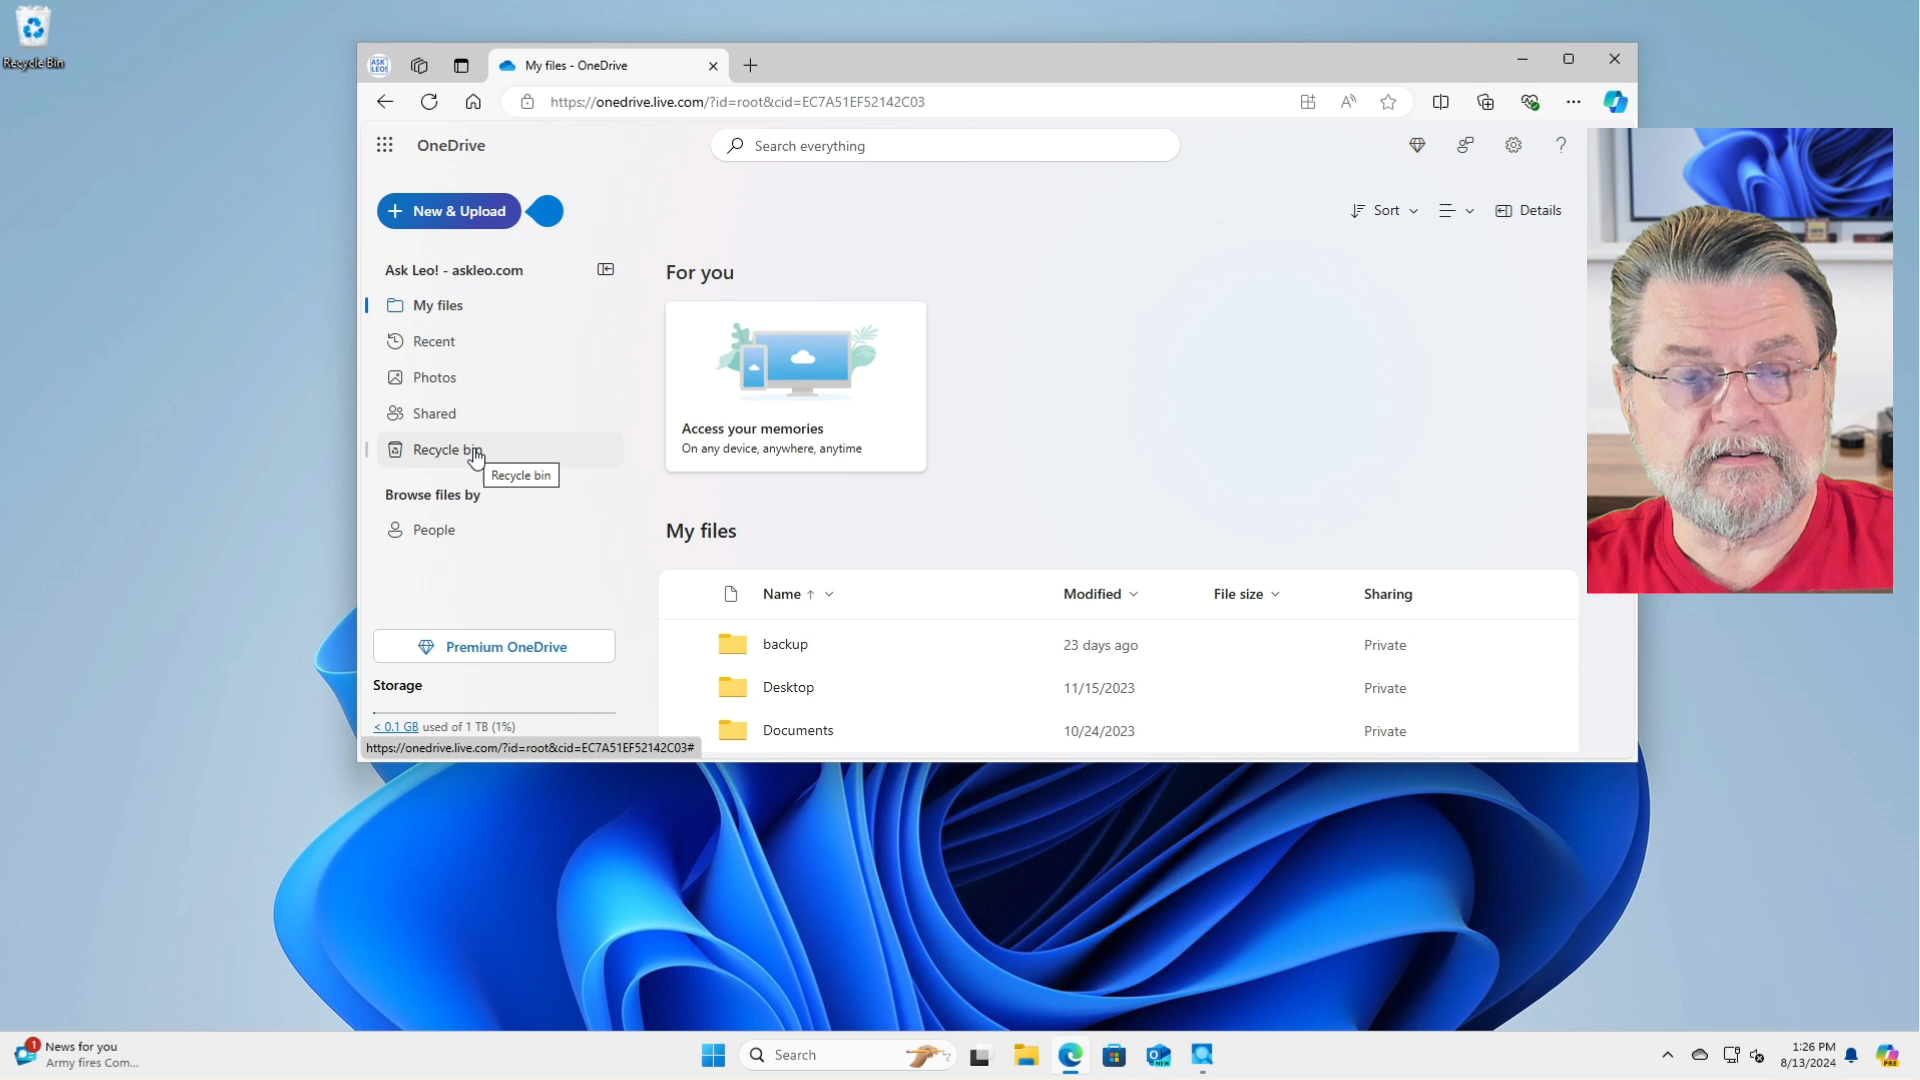 Recycle Bin
ASK LEO!
My files - OneDrive
https://onedrive.live.com/?id=root&cid=EC7A51EF52142C03
OneDrive
Search everything
New & Upload
Sort
Details
Ask Leo! - askleo.com
My files
Recent
Photos
Shared
Recycle bin
Recycle bin
Browse files by
People
Premium OneDrive
Storage
< 0.1 GB used of 1 TB (1%)
https://onedrive.live.com/?id=root&cid=EC7A51EF52142C03#
For you
Access your memories
On any device, anywhere, anytime
My files
Name Modified File size Sharing
backup 23 days ago Private
Desktop 11/15/2023 Private
Documents 10/24/2023 Private
1
News for you
Army fires Com...
Search
NEW
1:26 PM
8/13/2024
PRE